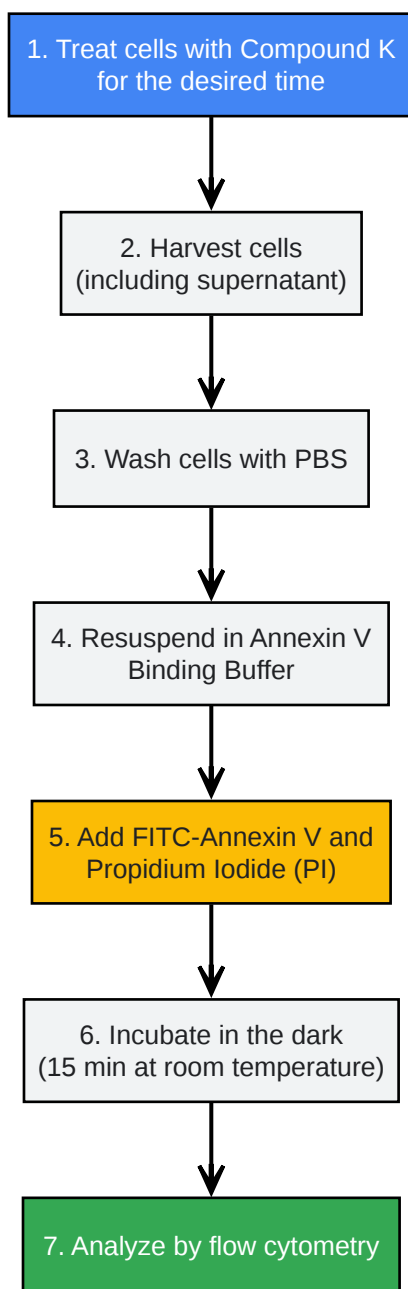 1. Treat cells with Compound K
for the desired time
2. Harvest cells
(including supernatant)
3. Wash cells with PBS
4. Resuspend in Annexin V
Binding Buffer
5. Add FITC-Annexin V and
Propidium Iodide (PI)
6. Incubate in the dark
(15 min at room temperature)
7. Analyze by flow cytometry